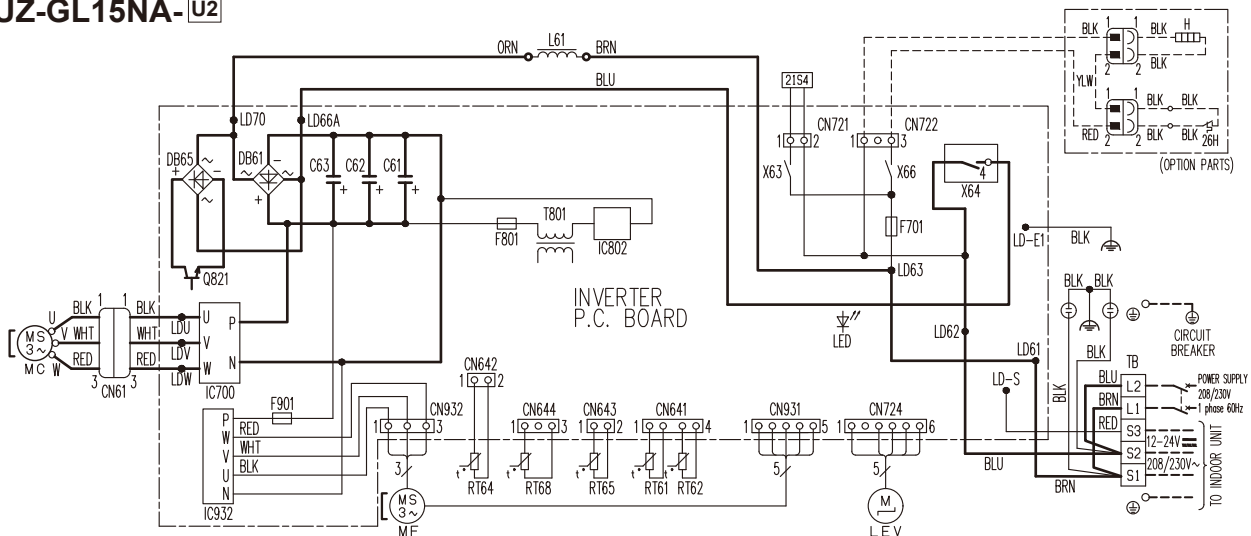 UZ-GL15NA- U2
ORN L61 BRN
BLU
BLK 1 1 BLK H
2 2 BLK
YLW
1 1 BLK BLK
RED 2 2 BLK BLK 26H
(OPTION PARTS)
21S4
CN721 CN722
1 2 1 3
X63 X66 X64 4
LD70 LD66A
DB65 DB61 C63 C62 C61
+ ~ - ~ ~ - ~ + + + +
Q821
F801 T801 IC802
F701
LD63
LD-E1 BLK
INVERTER
P.C. BOARD
LED
LD62
LD61
LD-S
BLK BLK
BLK
BLK
CIRCUIT
BREAKER
TB
BLU L2
BRN L1
RED S3
S2
S1
POWER SUPPLY
208/230V
1 phase 60Hz
12-24V
208/230V~
TO INDOOR UNIT
BLU
BRN
U BLK 1 1 BLK LDU U P
MS
3~
V WHT WHT LDV V
MC W RED 3 3 RED LDW W N
CN61 IC700
P F901
W RED
V WHT
U BLK
N
IC932
CN932
1 3
3
MS
3~
MF
CN642
1 2
t° RT64
CN644
1 3
t° RT68
CN643
1 2
t° RT65
CN641
1 4
t° RT61 t° RT62
CN931
1 5
5
CN724
1 6
5
M
LEV